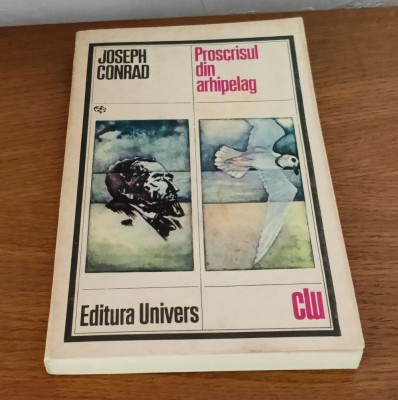 JOSEPH
CONRAD
Proscrisul
din
arhipelag
Editura Univers
clu